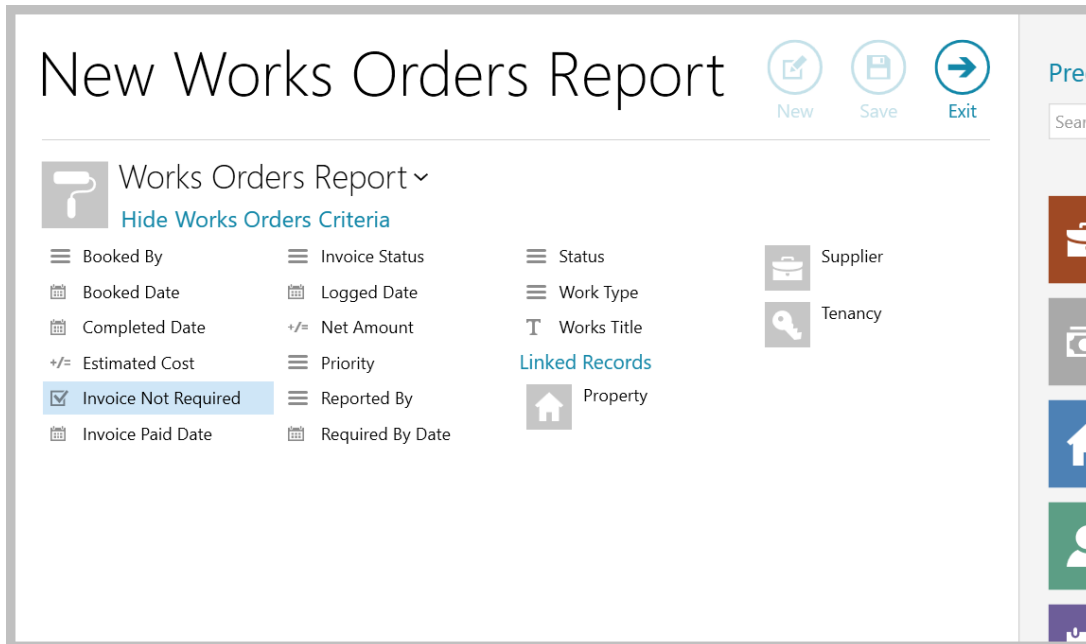 New Works Orders Report
New
Save
Exit
Works Orders Report
Hide Works Orders Criteria
Booked By
Booked Date
Completed Date
+/= Estimated Cost
Invoice Not Required
Invoice Paid Date
Invoice Status
Logged Date
+/= Net Amount
Priority
Reported By
Required By Date
Status
Work Type
T Works Title
Linked Records
Property
Supplier
Tenancy